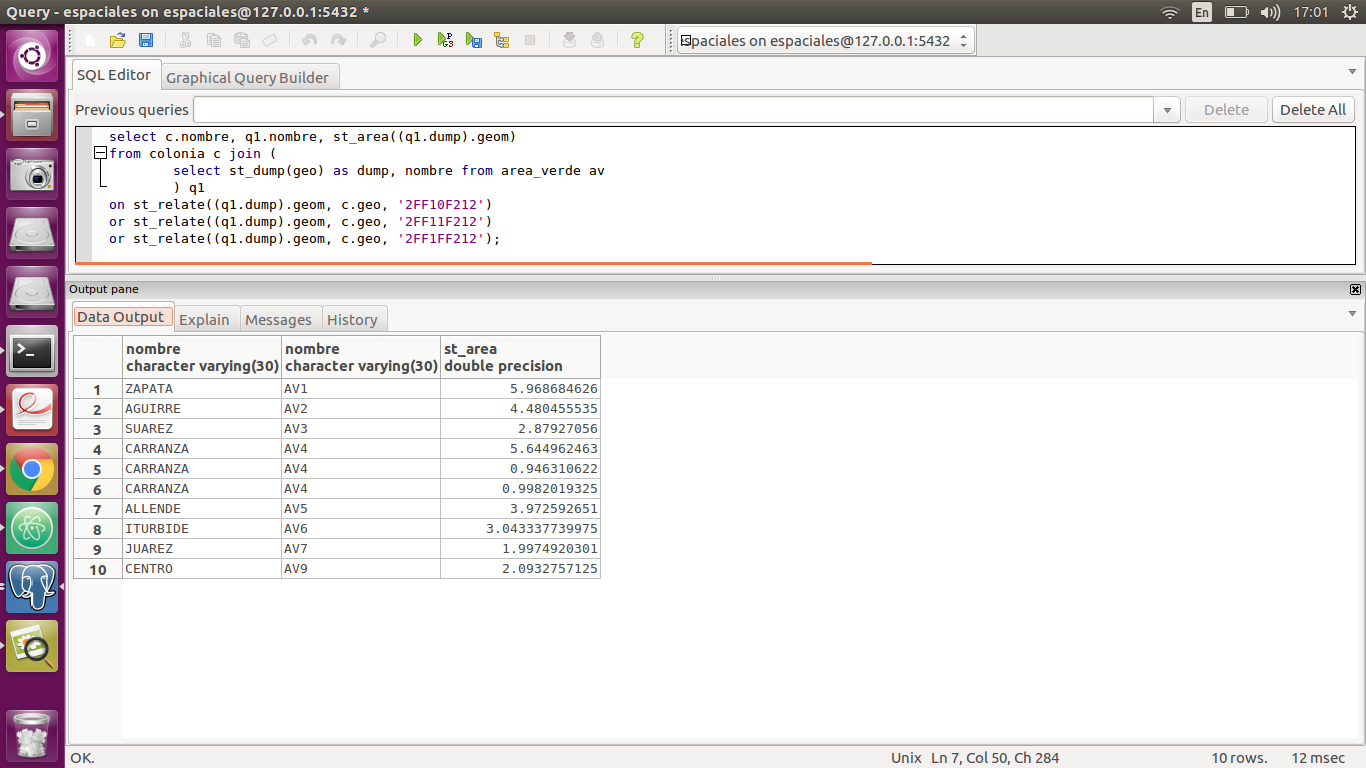 Query - espaciales on espaciales@127.0.0.1:5432 *
En
17:01
espaciales on espaciales@127.0.0.1:5432
SQL Editor
Graphical Query Builder
Previous queries
Delete
Delete All
select c.nombre, q1.nombre, st_area((q1.dump).geom)
from colonia c join (
select st_dump(geo) as dump, nombre from area_verde av
) q1
on st_relate((q1.dump).geom, c.geo, '2FF10F212')
or st_relate((q1.dump).geom, c.geo, '2FF11F212')
or st_relate((q1.dump).geom, c.geo, '2FF1FF212');
Output pane
Data Output
Explain
Messages
History
nombre character varying(30) nombre character varying(30) st_area double precision
1 ZAPATA AV1 5.968684626
2 AGUIRRE AV2 4.480455535
3 SUAREZ AV3 2.87927056
4 CARRANZA AV4 5.644962463
5 CARRANZA AV4 0.946310622
6 CARRANZA AV4 0.9982019325
7 ALLENDE AV5 3.972592651
8 ITURBIDE AV6 3.043337739975
9 JUAREZ AV7 1.9974920301
10 CENTRO AV9 2.0932757125
OK.
Unix
Ln 7, Col 50, Ch 284
10 rows.
12 msec